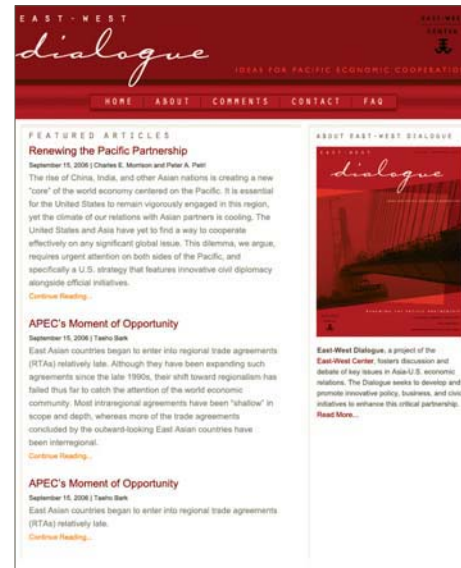 EAST-WEST
dialogue
EAST-WEST
CENTER
IDEAS FOR PACIFIC ECONOMIC COOPERATIO
HOME ABOUT COMMENTS CONTACT FAQ
FEATURED ARTICLES
Renewing the Pacific Partnership
September 15, 2006 | Charles E. Morrison and Peter A. Petri
The rise of China, India, and other Asian nations is creating a new
"core" of the world economy centered on the Pacific. It is essential
for the United States to remain vigorously engaged in this region,
yet the climate of our relations with Asian partners is cooling. The
United States and Asia have yet to find a way to cooperate
effectively on any significant global issue. This dilemma, we argue,
requires urgent attention on both sides of the Pacific, and
specifically a U.S. strategy that features innovative civil diplomacy
alongside official initiatives.
Continue Reading...
APEC's Moment of Opportunity
September 15, 2006 | Taeho Bark
East Asian countries began to enter into regional trade agreements
(RTAs) relatively late. Although they have been expanding such
agreements since the late 1990s, their shift toward regionalism has
failed thus far to catch the attention of the world economic
community. Most intraregional agreements have been "shallow" in
scope and depth, whereas more of the trade agreements
concluded by the outward-looking East Asian countries have
been interregional.
Continue Reading...
APEC's Moment of Opportunity
September 15, 2006 | Taeho Bark
East Asian countries began to enter into regional trade agreements
(RTAs) relatively late.
Continue Reading...
ABOUT EAST-WEST DIALOGUE
EAST-WEST
dialogue
RENEWING THE PACIFIC PARTNERSHIP
East-West Dialogue, a project of the
East-West Center, fosters discussion and
debate of key issues in Asia-U.S. economic
relations. The Dialogue seeks to develop and
promote innovative policy, business, and civic
initiatives to enhance this critical partnership.
Read More...